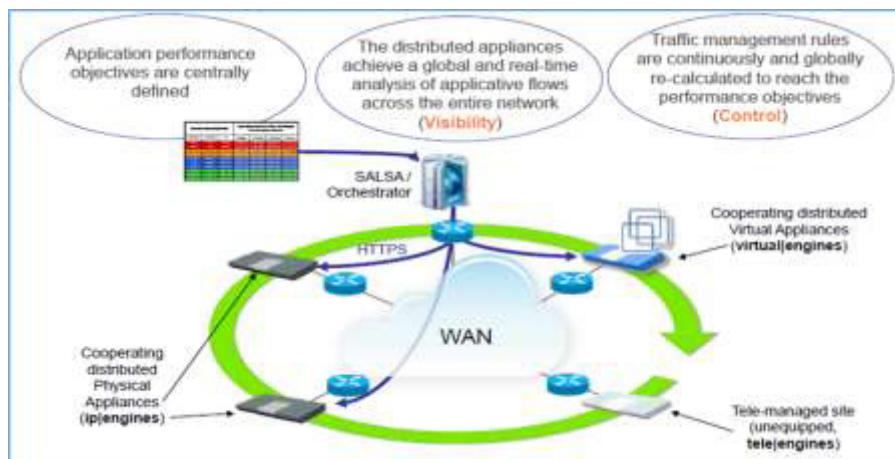 Application performance
objectives are centrally
defined
The distributed appliances
achieve a global and real-time
analysis of applicative flows
across the entire network
(Visibility)
Traffic management rules
are continuously and globally
re-calculated to reach the
performance objectives
(Control)
SALSA /
Orchestrator
HTTPS
Cooperating distributed
Virtual Appliances
(virtual|engines)
WAN
Cooperating
distributed
Physical
Appliances
(ip|engines)
Tele-managed site
(unequipped,
tele|engines)